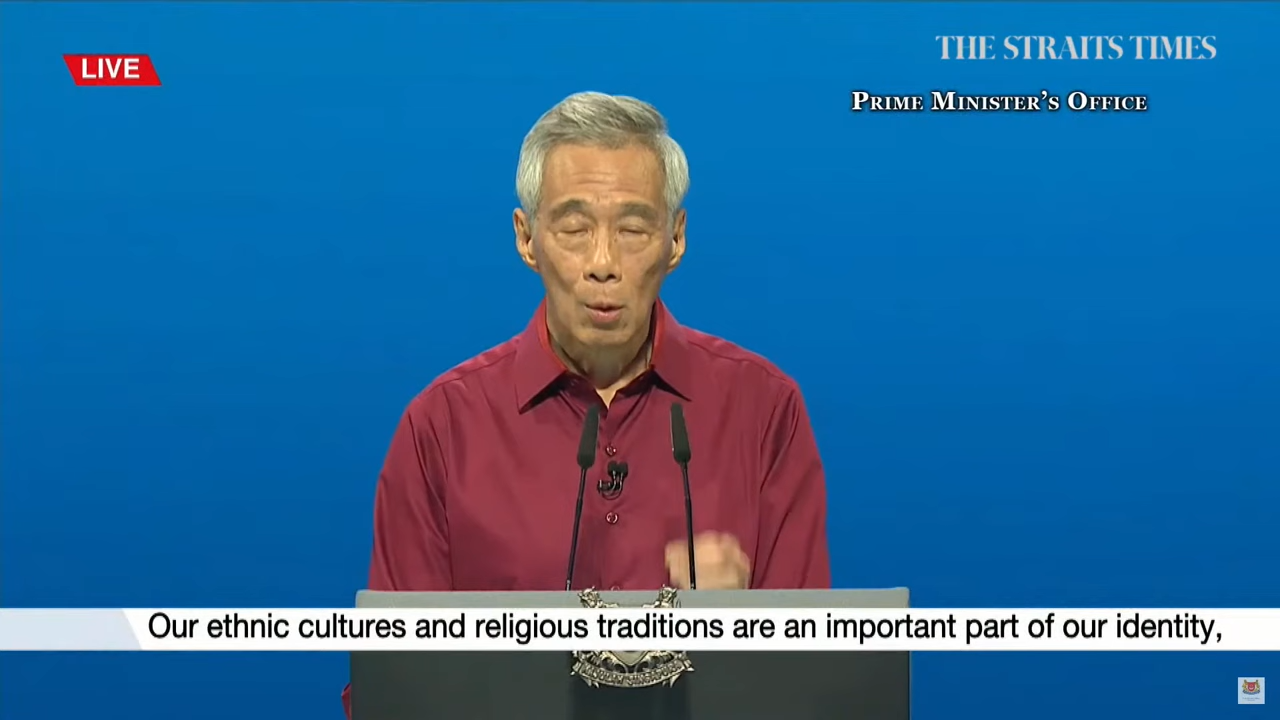 LIVE
THE STRAITS TIMES
PRIME MINISTER'S OFFICE
Our ethnic cultures and religious traditions are an important part of our identity,